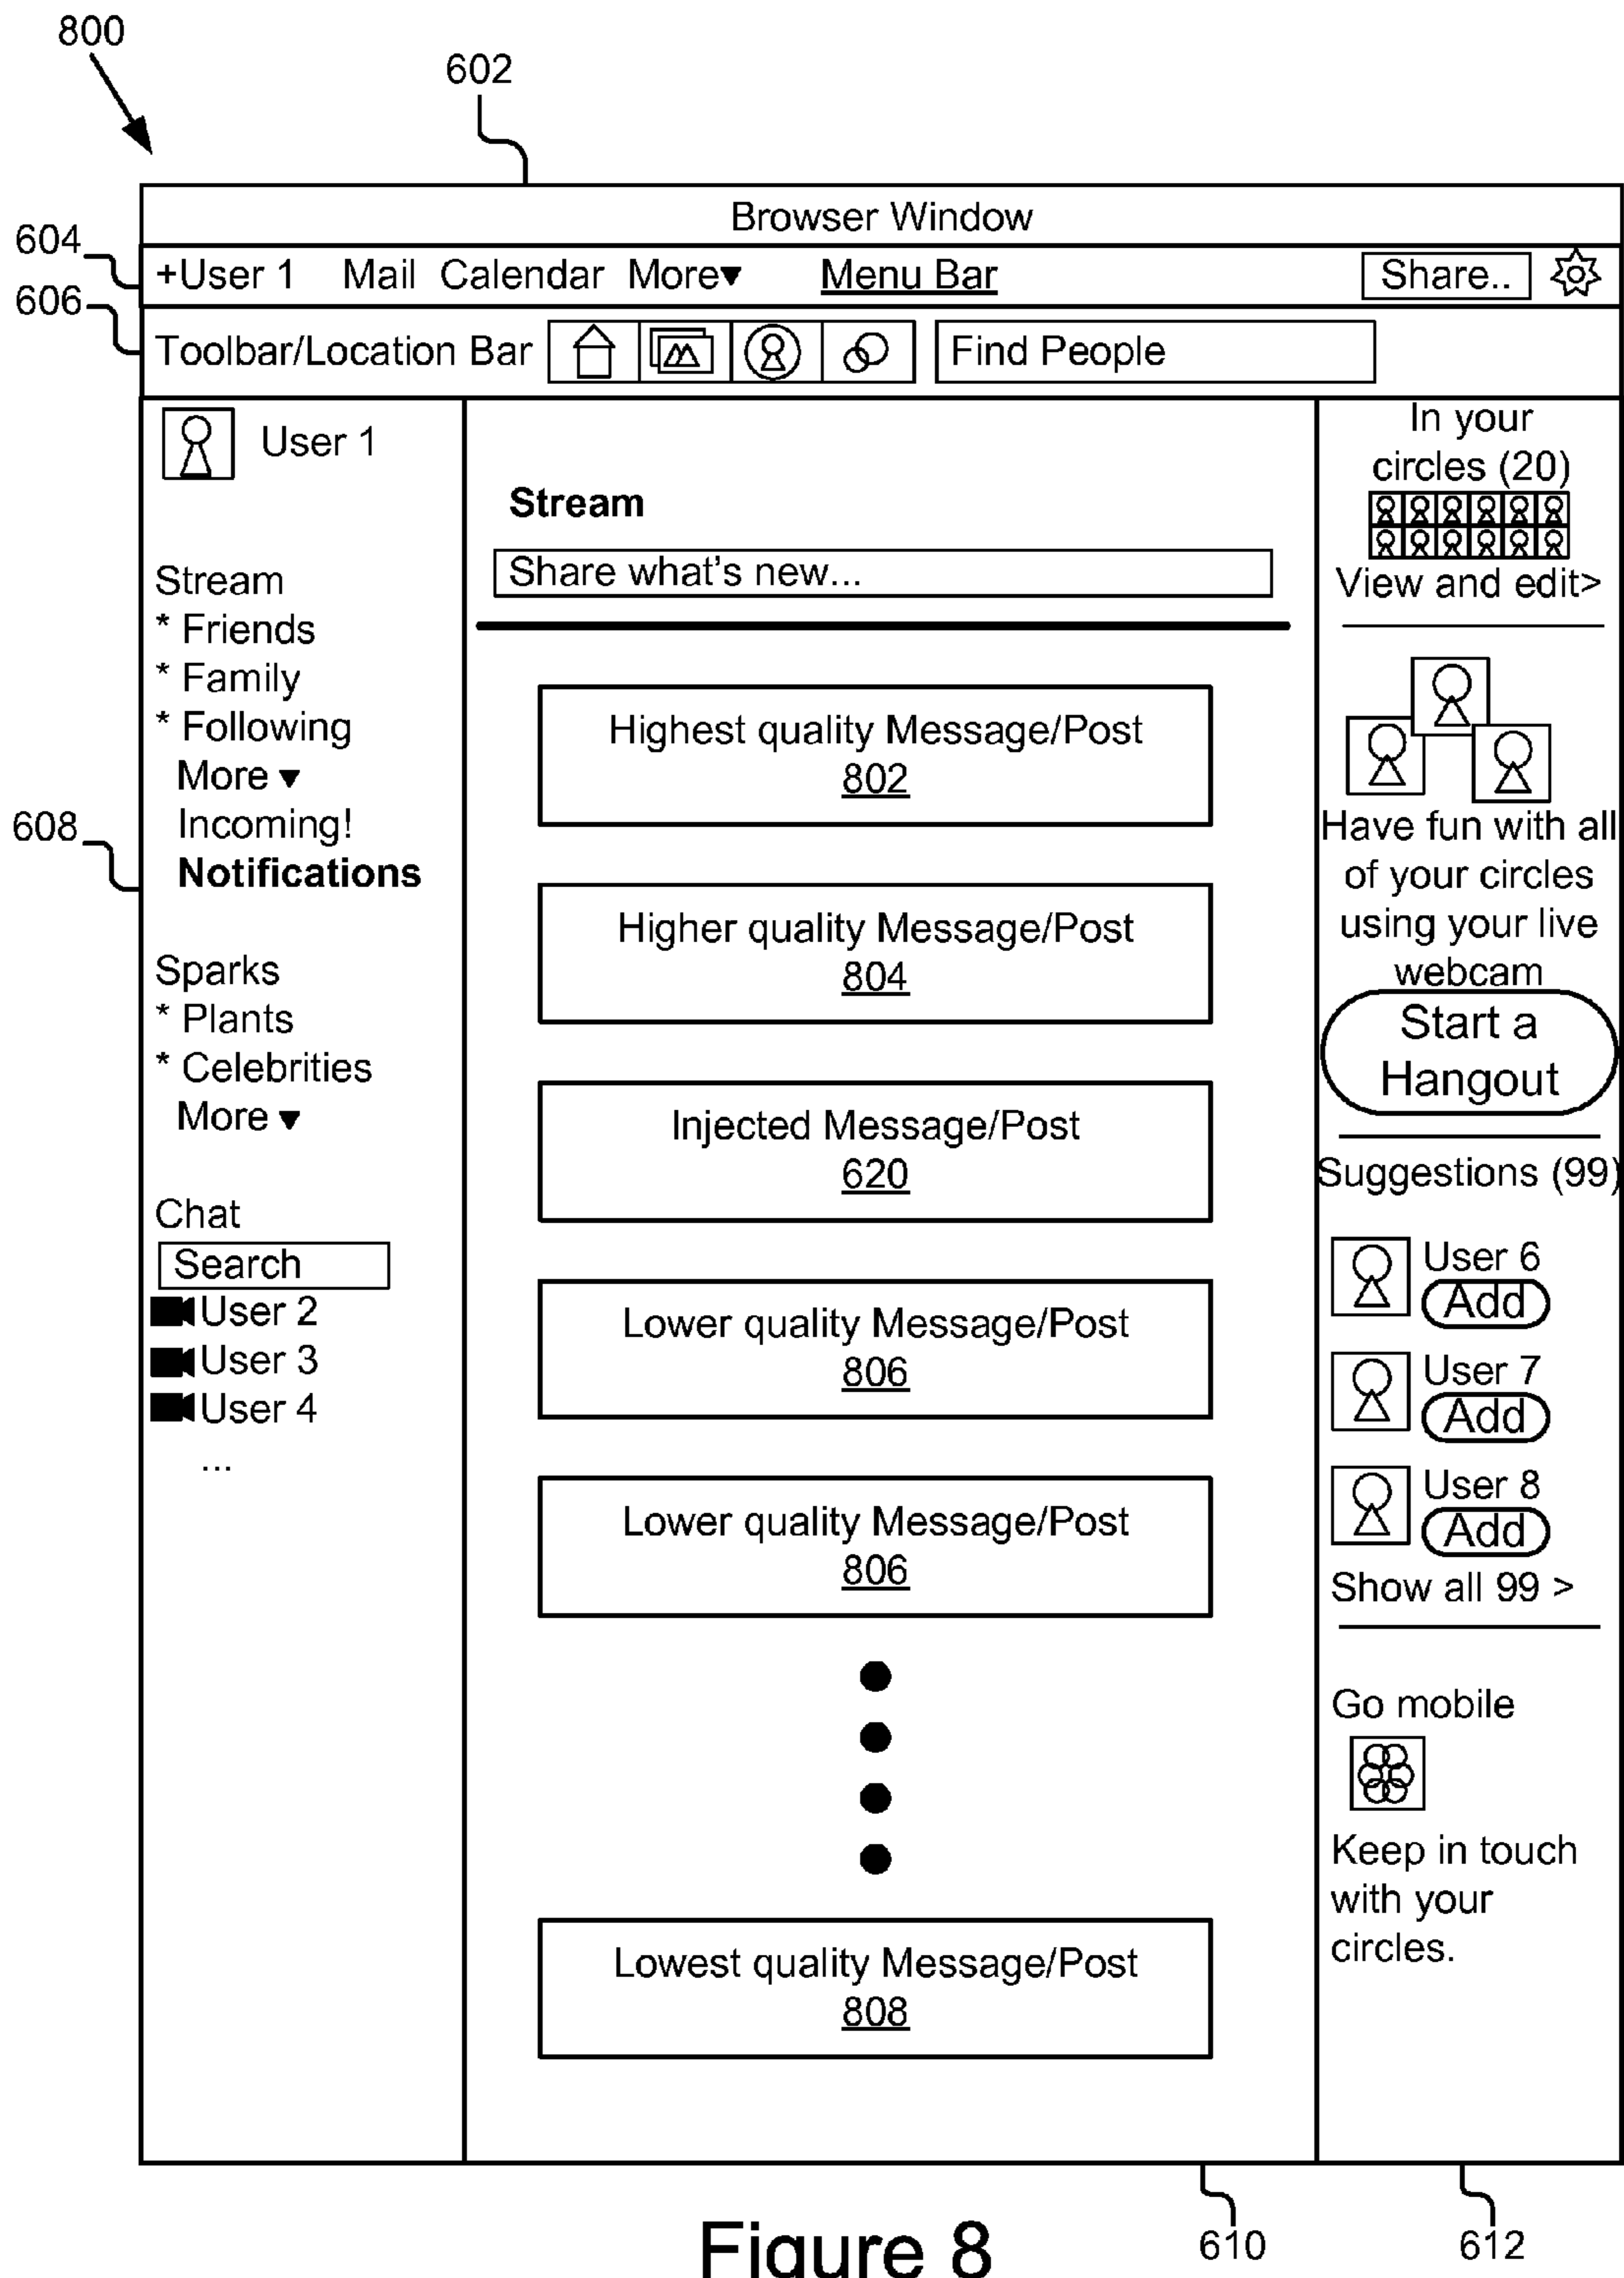 800
602
Browser Window
604
+User 1 Mail Calendar More▾ Menu Bar Share..
606
Toolbar/Location Bar Find People
User 1
Stream
* Friends
* Family
* Following
More ▾
Incoming!
Notifications
608
Sparks
* Plants
* Celebrities
More ▾
Chat
Search
User 2
User 3
User 4
...
Stream
Share what's new...
Highest quality Message/Post
802
Higher quality Message/Post
804
Injected Message/Post
620
Lower quality Message/Post
806
Lower quality Message/Post
806
Lowest quality Message/Post
808
In your
circles (20)
View and edit>
Have fun with all
of your circles
using your live
webcam
Start a
Hangout
Suggestions (99)
User 6
Add
User 7
Add
User 8
Add
Show all 99 >
Go mobile
Keep in touch
with your
circles.
610
612
Figure 8